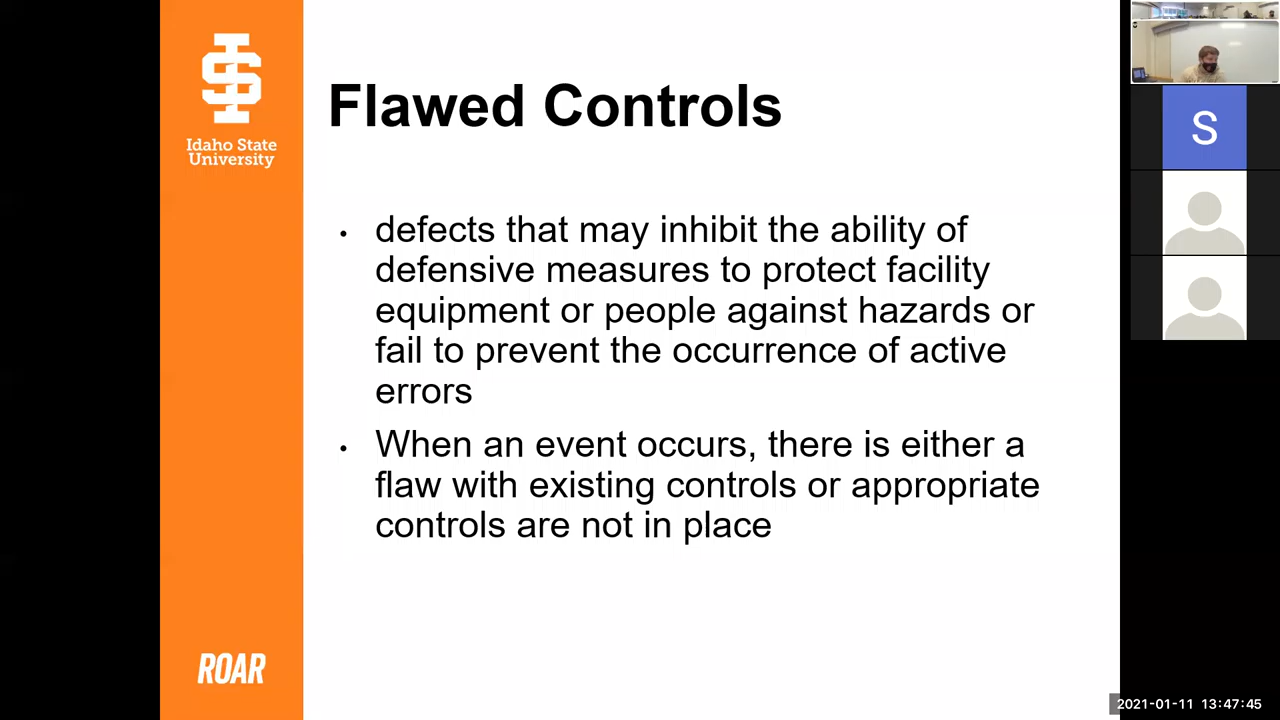 Idaho State
University
Flawed Controls
• defects that may inhibit the ability of
defensive measures to protect facility
equipment or people against hazards or
fail to prevent the occurrence of active
errors
• When an event occurs, there is either a
flaw with existing controls or appropriate
controls are not in place
ROAR
S
2021-01-11 13:47:45